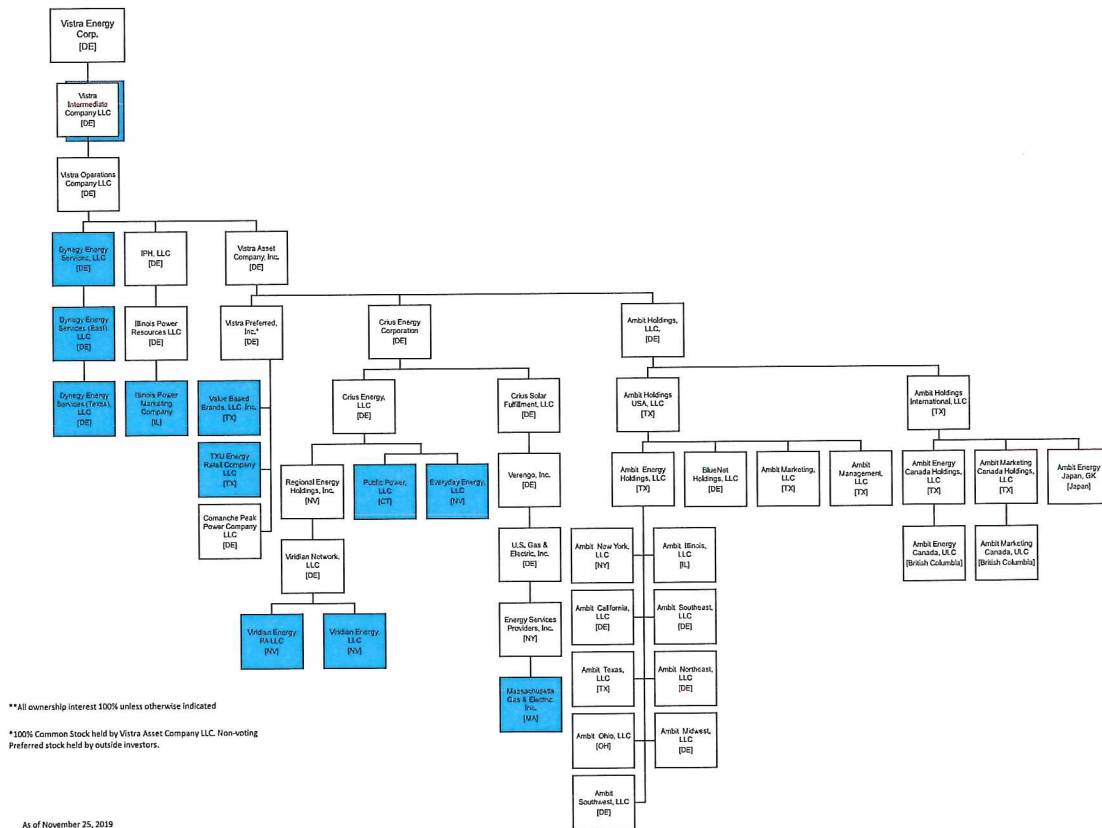 Vistra Energy
Corp.
[DE]
Vistra
Intermediate
Company LLC
[DE]
Vistra Operations
Company LLC
[DE]
Dynegy Energy
Services, LLC
[DE]
IPH, LLC
[DE]
Vistra Asset
Company, Inc.
[DE]
Dynegy Energy
Services (East),
LLC
[DE]
Illinois Power
Resources LLC
[DE]
Vistra Preferred,
Inc.*
[DE]
Crius Energy
Corporation
[DE]
Ambit Holdings,
LLC,
[DE]
Dynegy Energy
Services (Texas),
LLC
[DE]
Illinois Power
Marketing
Company
[IL]
Value Based
Brands, LLC, Inc.
[TX]
Crius Energy,
LLC
[DE]
Crius Solar
Fulfillment, LLC
[DE]
Ambit Holdings
USA, LLC
[TX]
Ambit Holdings
International, LLC
[TX]
TXU Energy
Retail Company
LLC
[TX]
Regional Energy
Holdings, Inc.
[NV]
Public Power,
LLC
[CT]
Everyday Energy,
LLC
[NV]
Verengo, Inc.
[DE]
Ambit Energy
Holdings, LLC
[TX]
BlueNet
Holdings, LLC
[DE]
Ambit Marketing,
LLC
[TX]
Ambit
Management,
LLC
[TX]
Ambit Energy
Canada Holdings,
LLC
[TX]
Ambit Marketing
Canada Holdings,
LLC
[TX]
Ambit Energy
Japan, GK
[Japan]
Comanche Peak
Power Company
LLC
[DE]
Viridian Network,
LLC
[DE]
U.S. Gas &
Electric, Inc.
[DE]
Ambit New York,
LLC
[NY]
Ambit Illinois,
LLC
[IL]
Ambit Energy
Canada, ULC
[British Columbia]
Ambit Marketing
Canada, ULC
[British Columbia]
Viridian Energy
PA LLC
[NV]
Viridian Energy,
LLC
[NV]
Energy Services
Providers, Inc.
[NY]
Ambit California,
LLC
[DE]
Ambit Southeast,
LLC
[DE]
Massachusetts
Gas & Electric
Inc.
[MA]
Ambit Texas,
LLC
[TX]
Ambit Northeast,
LLC
[DE]
Ambit Ohio, LLC
[OH]
Ambit Midwest,
LLC
[DE]
Ambit
Southwest, LLC
[DE]
**All ownership interest 100% unless otherwise indicated
*100% Common Stock held by Vistra Asset Company LLC. Non-voting
Preferred stock held by outside investors.
As of November 25, 2019